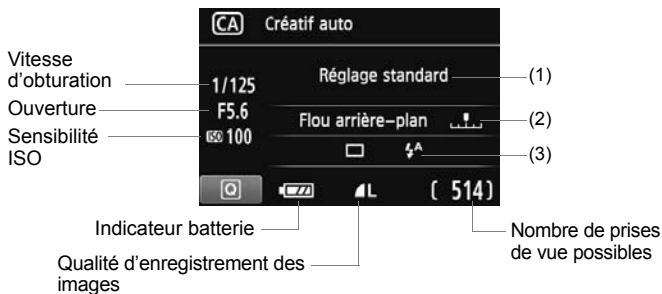 CA Créatif auto
Vitesse
d'obturation
1/125
Réglage standard
(1)
Ouverture
F5.6
Flou arrière-plan
(2)
Sensibilité
ISO
ISO 100
A
(3)
Q
L
( 514)
Indicateur batterie
Nombre de prises
de vue possibles
Qualité d'enregistrement des
images